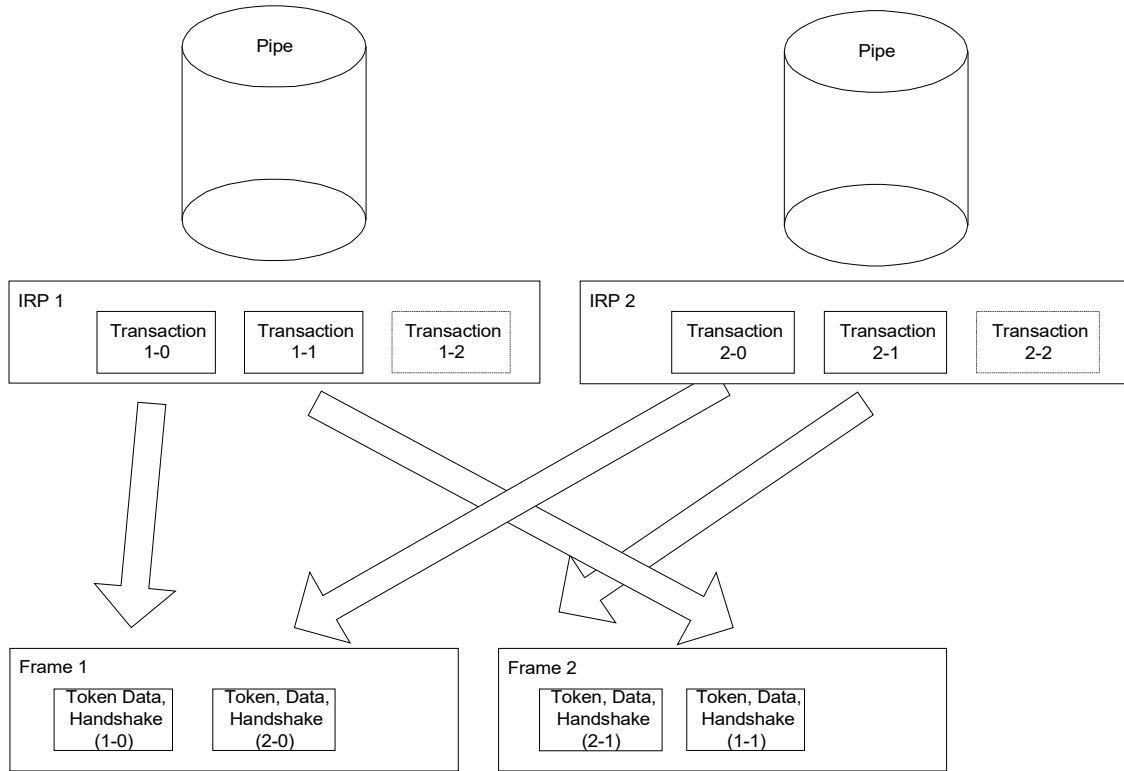 Pipe
Pipe
IRP 1
Transaction
1-0
Transaction
1-1
Transaction
1-2
IRP 2
Transaction
2-0
Transaction
2-1
Transaction
2-2
Frame 1
Token Data,
Handshake
(1-0)
Token, Data,
Handshake
(2-0)
Frame 2
Token, Data,
Handshake
(2-1)
Token, Data,
Handshake
(1-1)